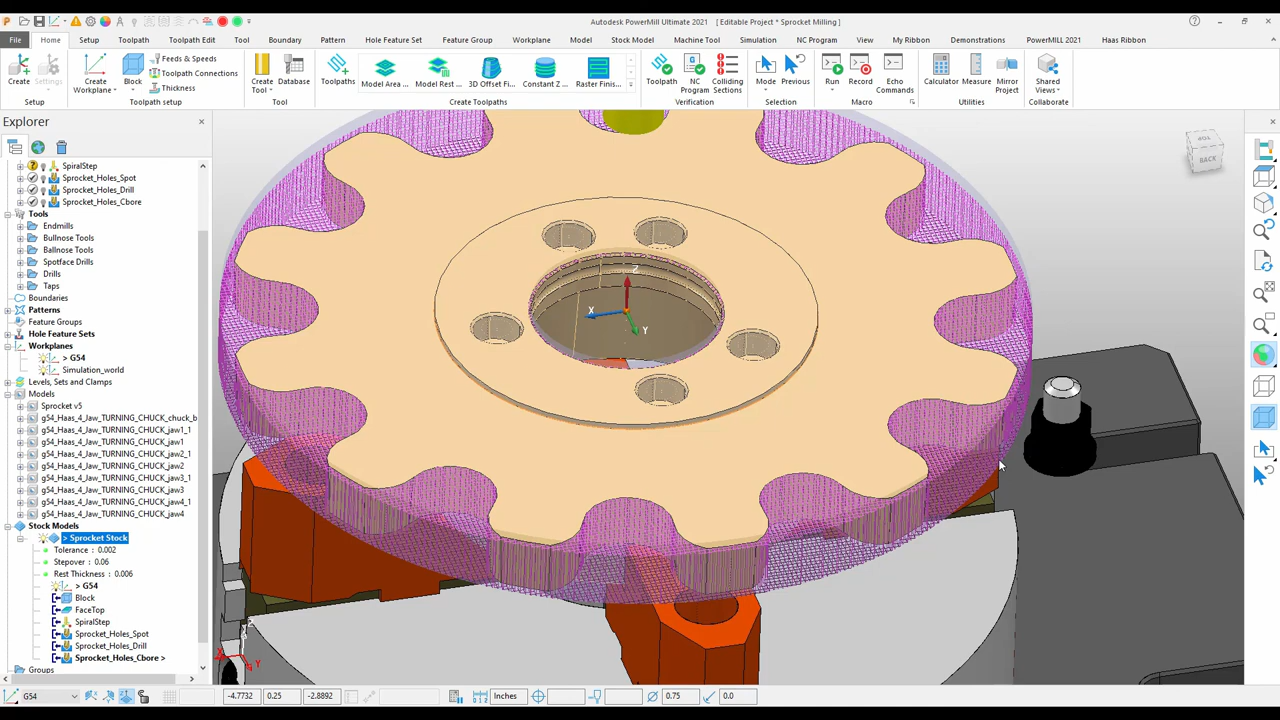 Autodesk PowerMill Ultimate 2021 [ Editable Project * Sprocket Milling ]
File Home Setup Toolpath Toolpath Edit Tool Boundary Pattern Hole Feature Set Feature Group Workplane Model Stock Model Machine Tool Simulation NC Program View My Ribbon Demonstrations PowerMILL 2021 Haas Ribbon
Create Settings Create Workplane Block Feeds & Speeds Toolpath Connections Thickness Create Tool Database Toolpaths Model Area ... Model Rest ... 3D Offset Fi... Constant Z ... Raster Finis... Toolpath NC Program Colliding Sections Mode Previous Run Record Echo Commands Calculator Measure Mirror Project Shared Views
Setup Toolpath setup Tool Create Toolpaths Verification Selection Macro Utilities Collaborate
Explorer
SpiralStep
Sprocket_Holes_Spot
Sprocket_Holes_Drill
Sprocket_Holes_Cbore
Tools
Endmills
Bullnose Tools
Ballnose Tools
Spotface Drills
Drills
Taps
Boundaries
Patterns
Feature Groups
Hole Feature Sets
Workplanes
> G54
Simulation_world
Levels, Sets and Clamps
Models
Sprocket v5
g54_Haas_4_Jaw_TURNING_CHUCK_chuck_b
g54_Haas_4_Jaw_TURNING_CHUCK_jaw1_1
g54_Haas_4_Jaw_TURNING_CHUCK_jaw1
g54_Haas_4_Jaw_TURNING_CHUCK_jaw2_1
g54_Haas_4_Jaw_TURNING_CHUCK_jaw2
g54_Haas_4_Jaw_TURNING_CHUCK_jaw3_1
g54_Haas_4_Jaw_TURNING_CHUCK_jaw3
g54_Haas_4_Jaw_TURNING_CHUCK_jaw4_1
g54_Haas_4_Jaw_TURNING_CHUCK_jaw4
Stock Models
> Sprocket Stock
Tolerance : 0.002
Stepover : 0.06
Rest Thickness : 0.006
> G54
Block
FaceTop
SpiralStep
Sprocket_Holes_Spot
Sprocket_Holes_Drill
Sprocket_Holes_Cbore >
Groups
TOP
BACK
Z
X
Y
Z
X
Y
G54 -4.7732 0.25 -2.8892 Inches 0.75 0.0